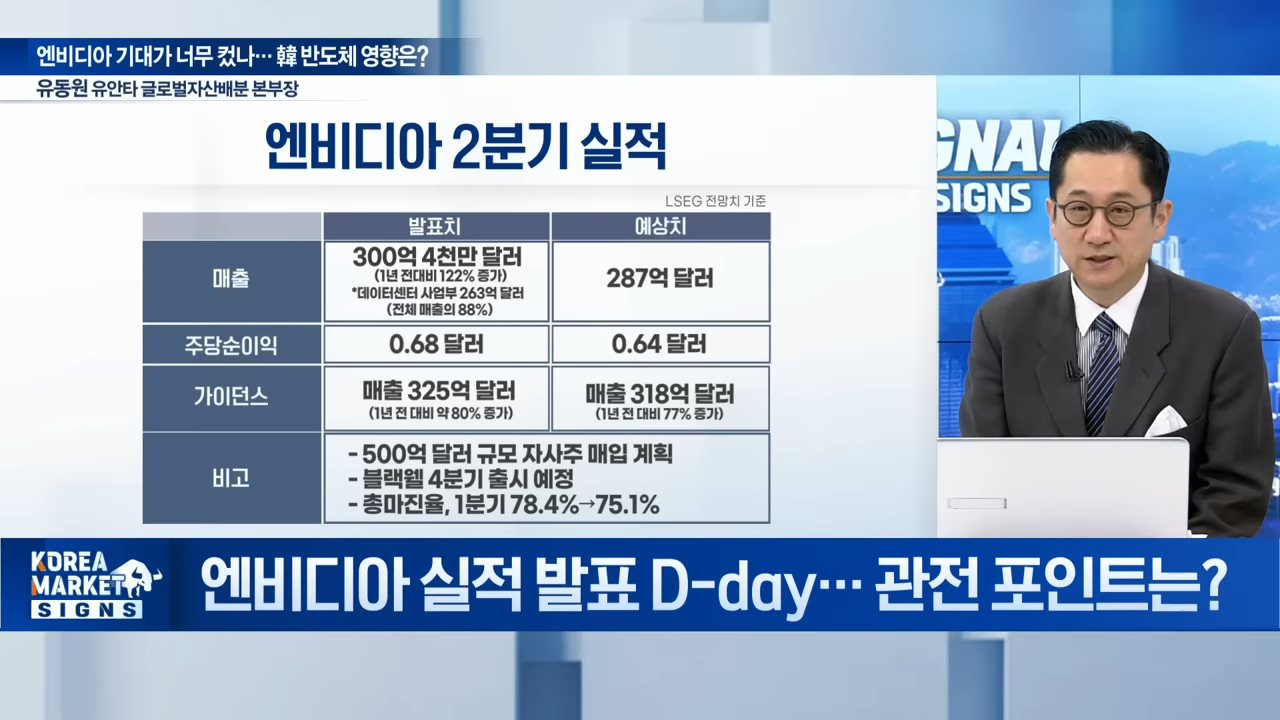 엔비디아 기대가 너무 컸나… 韓 반도체 영향은?
유동원 유안타 글로벌자산배분 본부장
엔비디아 2분기 실적
LSEG 전망치 기준
발표치 예상치
매출
300억 4천만 달러
(1년 전대비 122% 증가)
*데이터센터 사업부 263억 달러
(전체 매출의 88%)
287억 달러
주당순이익 0.68 달러 0.64 달러
가이던스
매출 325억 달러
(1년 전 대비 약 80% 증가)
매출 318억 달러
(1년 전 대비 77% 증가)
비고
- 500억 달러 규모 자사주 매입 계획
- 블랙웰 4분기 출시 예정
- 총마진율, 1분기 78.4%→75.1%
SIGNS
KOREA
MARKET
SIGNS
엔비디아 실적 발표 D-day… 관전 포인트는?